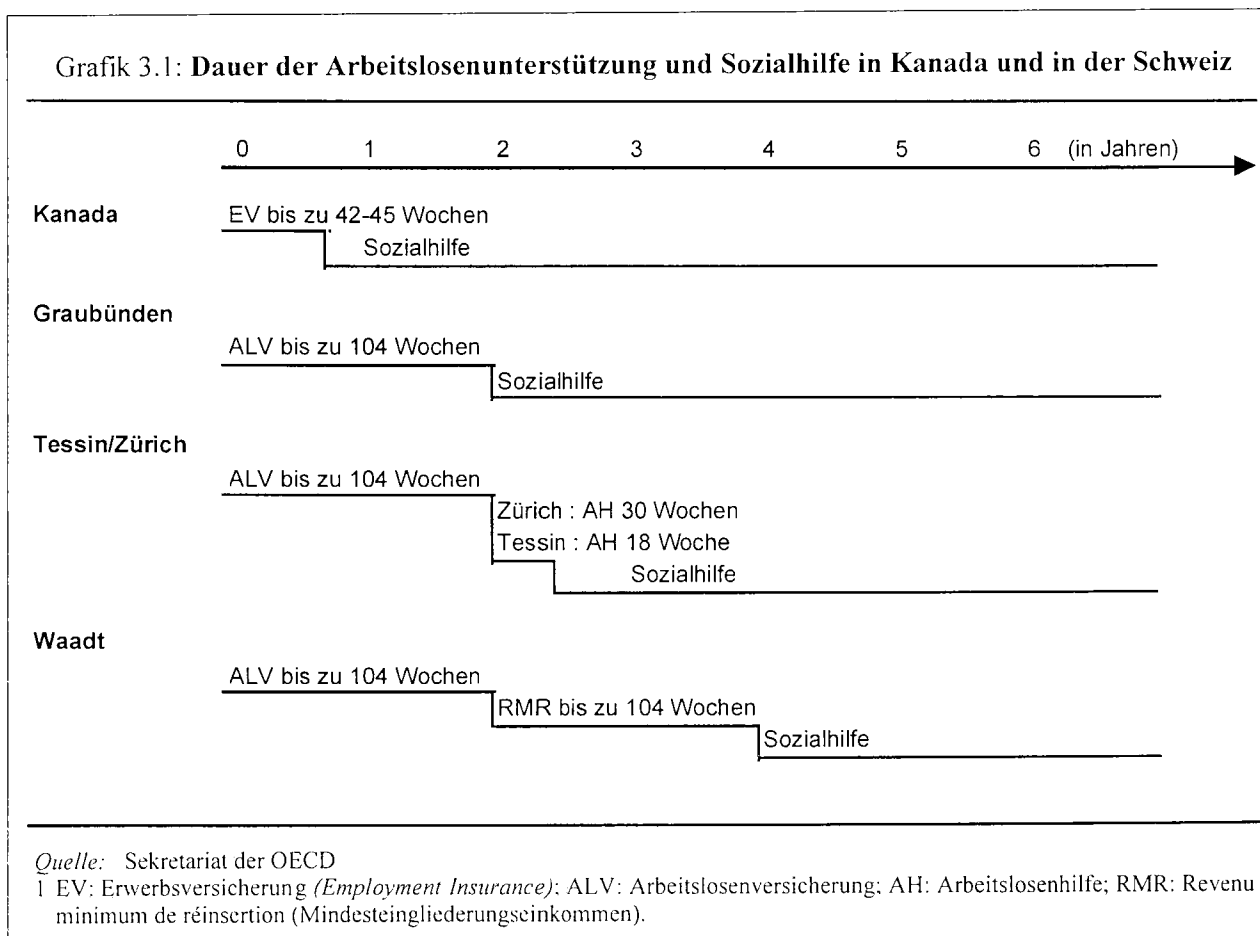 Grafik 3.1: Dauer der Arbeitslosenunterstützung und Sozialhilfe in Kanada und in der Schweiz
0 1 2 3 4 5 6 (in Jahren)
Kanada
EV bis zu 42-45 Wochen
Sozialhilfe
Graubünden
ALV bis zu 104 Wochen
Sozialhilfe
Tessin/Zürich
ALV bis zu 104 Wochen
Zürich : AH 30 Wochen
Tessin : AH 18 Woche
Sozialhilfe
Waadt
ALV bis zu 104 Wochen
RMR bis zu 104 Wochen
Sozialhilfe
Quelle: Sekretariat der OECD
1 EV: Erwerbsversicherung (Employment Insurance); ALV: Arbeitslosenversicherung; AH: Arbeitslosenhilfe; RMR: Revenu
minimum de réinsertion (Mindesteingliederungseinkommen).